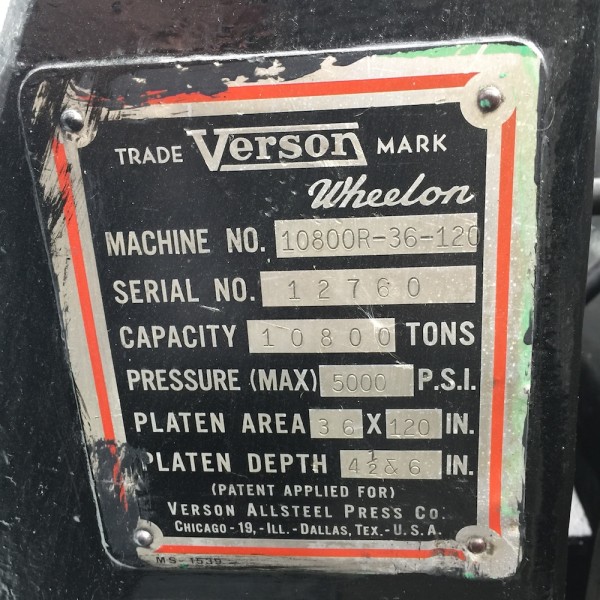 TRADE Verson MARK
Wheelon
MACHINE NO. 10800R-36-120
SERIAL NO. 12760
CAPACITY 10800 TONS
PRESSURE (MAX) 5000 P.S.I.
PLATEN AREA 36 X 120 IN.
PLATEN DEPTH 4½ & 6 IN.
(PATENT APPLIED FOR)
VERSON ALLSTEEL PRESS CO.
CHICAGO-19,-ILL.-DALLAS, TEX.-U.S.A.
MS-1539